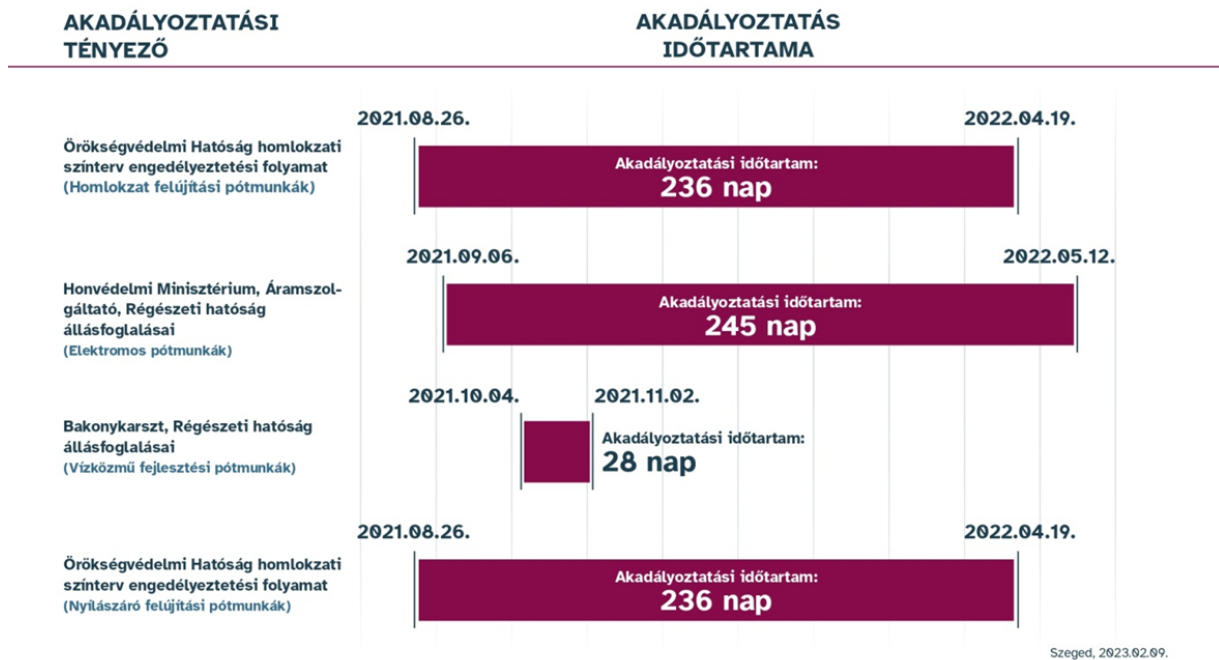 AKADÁLYOZTATÁSI
TÉNYEZŐ
AKADÁLYOZTATÁS
IDŐTARTAMA
Örökségvédelmi Hatóság homlokzati
színterv engedélyeztetési folyamat
(Homlokzat felújítási pótmunkák)
2021.08.26.
2022.04.19.
Akadályoztatási időtartam:
236 nap
Honvédelmi Minisztérium, Áramszol-
gáltató, Régészeti hatóság
állásfoglalásai
(Elektromos pótmunkák)
2021.09.06.
2022.05.12.
Akadályoztatási időtartam:
245 nap
Bakonykarszt, Régészeti hatóság
állásfoglalásai
(Vízközmű fejlesztési pótmunkák)
2021.10.04.
2021.11.02.
Akadályoztatási időtartam:
28 nap
Örökségvédelmi Hatóság homlokzati
színterv engedélyeztetési folyamat
(Nyílászáró felújítási pótmunkák)
2021.08.26.
2022.04.19.
Akadályoztatási időtartam:
236 nap
Szeged, 2023.02.09.